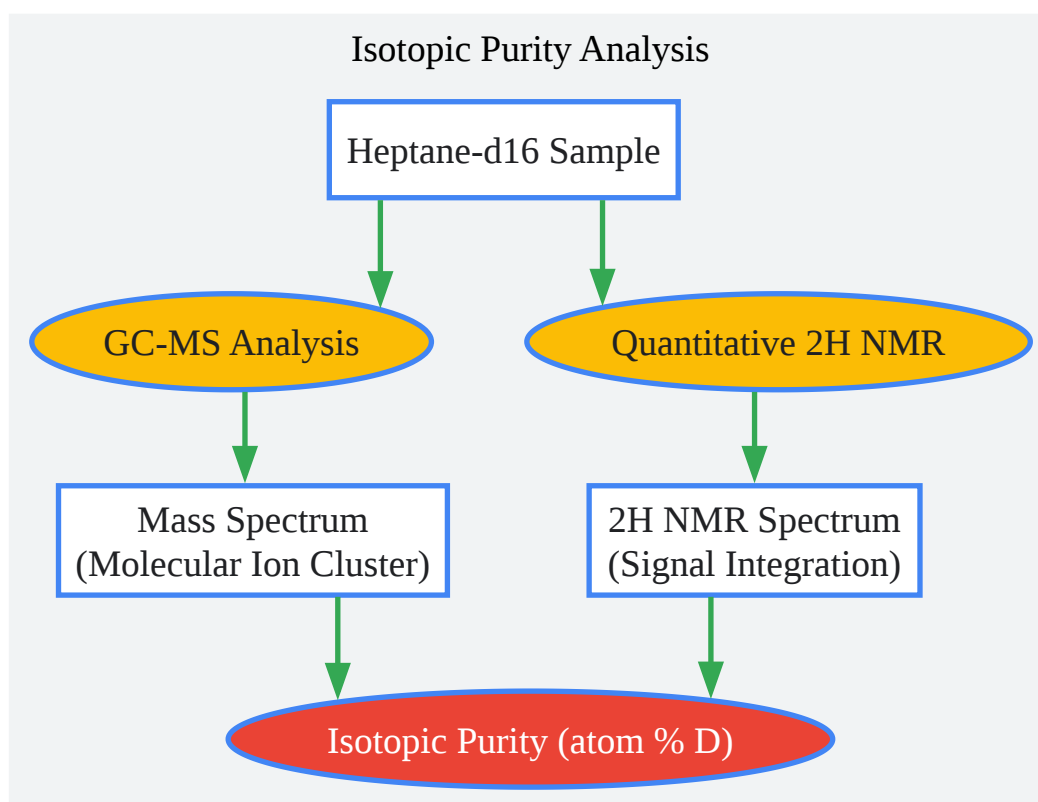 Isotopic Purity Analysis
Heptane-d16 Sample
GC-MS Analysis
Quantitative 2H NMR
Mass Spectrum
(Molecular Ion Cluster)
2H NMR Spectrum
(Signal Integration)
Isotopic Purity (atom % D)